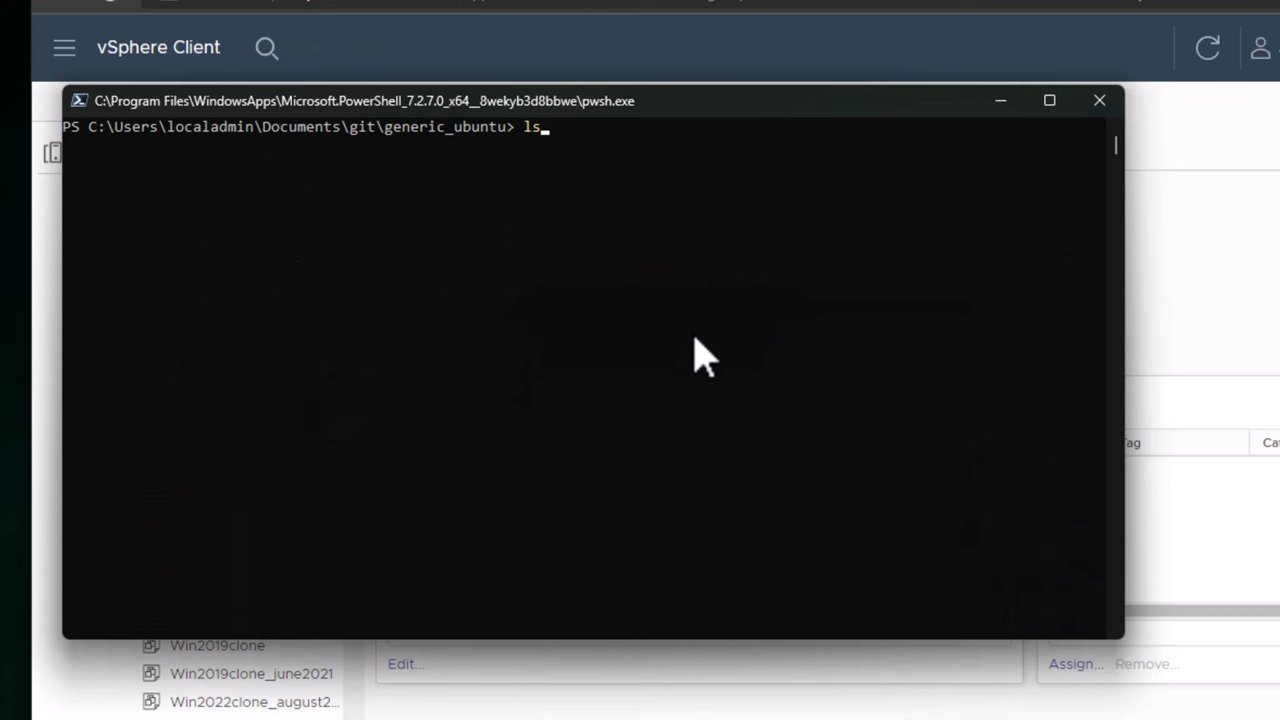 vSphere Client
C:\Program Files\WindowsApps\Microsoft.PowerShell_7.2.7.0_x64__8wekyb3d8bbwe\pwsh.exe
PS C:\Users\localadmin\Documents\git\generic_ubuntu> ls
Tag
Win2019clone
Edit...
Assign...
Remove...
Win2019clone_june2021
Win2022clone_august2...